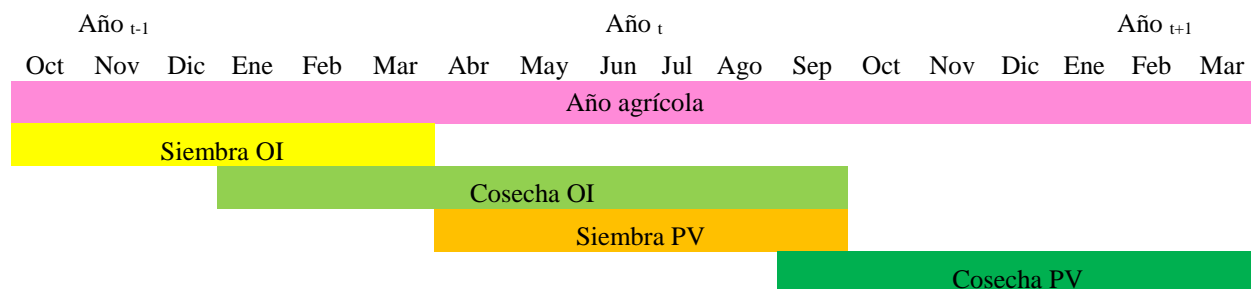 Año t-1 Año t Año t+1
Oct Nov Dic Ene Feb Mar Abr May Jun Jul Ago Sep Oct Nov Dic Ene Feb Mar
Año agrícola
Siembra OI
Cosecha OI
Siembra PV
Cosecha PV